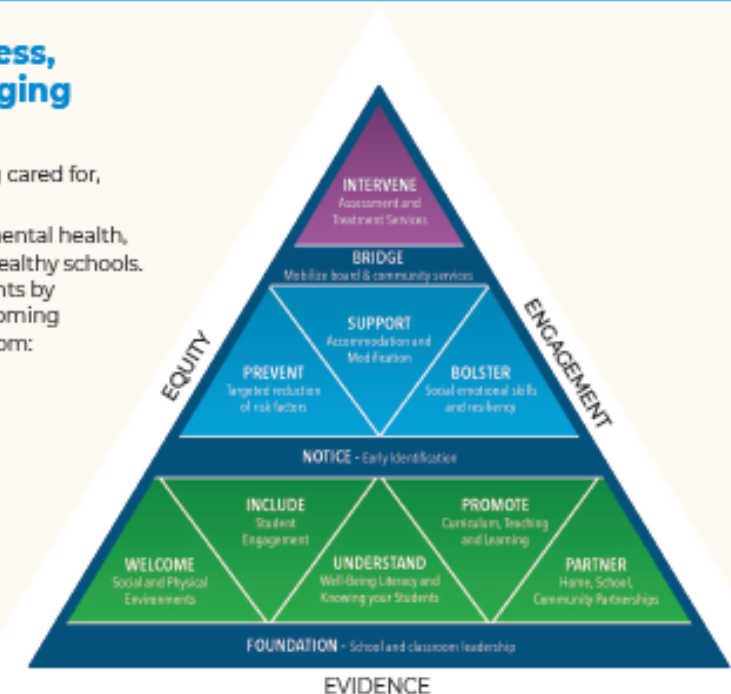 ess,
ging
cared for,
mental health,
ealthy schools.
nts by
oming
om:
INTERVENE
Assessment and
Treatment Services
BRIDGE
Mobilize board & community services
EQUITY
ENGAGEMENT
SUPPORT
Accommodation and
Modification
PREVENT
Targeted reduction
of risk factors
BOLSTER
Social emotional skills
and resiliency
NOTICE - Early Identification
INCLUDE
Student
Engagement
PROMOTE
Curriculum, Teaching
and Learning
WELCOME
Social and Physical
Environments
UNDERSTAND
Well-Being Literacy and
Knowing your Students
PARTNER
Home, School,
Community Partnerships
FOUNDATION - School and classroom leadership
EVIDENCE